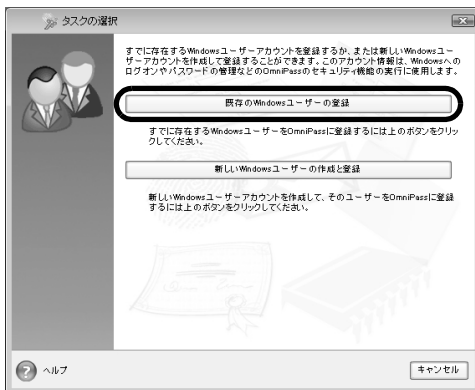 タスクの選択
すでに存在するWindowsユーザーアカウントを登録するか、または新しいWindowsユー
ザーアカウントを作成して登録することができます。このアカウント情報は、Windowsへの
ログオンやパスワードの管理などのOmniPassのセキュリティ機能の実行に使用します。
既存のWindowsユーザーの登録
すでに存在するWindowsユーザーをOmniPassに登録するには上のボタンをクリッ
クしてください。
新しいWindowsユーザーの作成と登録
新しいWindowsユーザーアカウントを作成して、そのユーザーをOmniPassに登録
するには上のボタンをクリックしてください。
ヘルプ
キャンセル